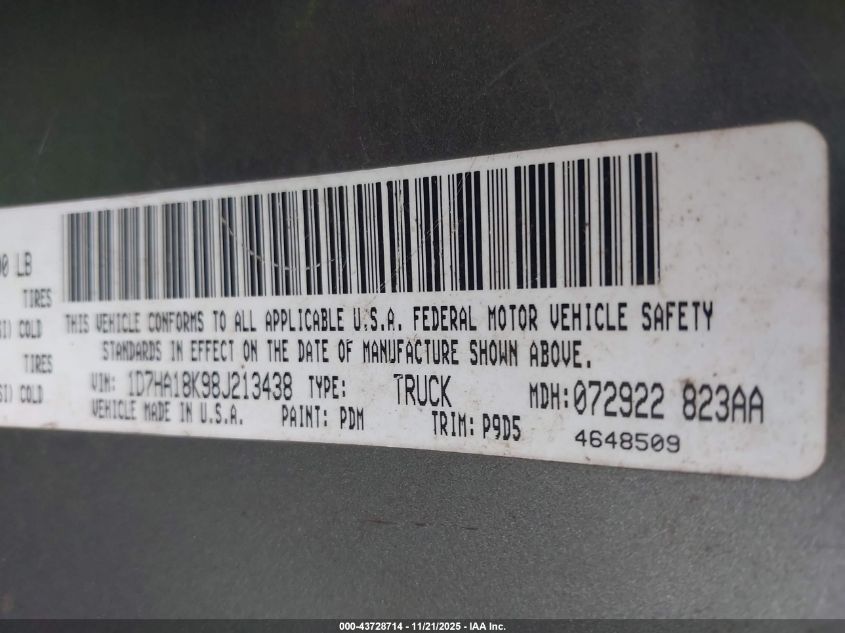 00 LB
TIRES
SI) COLD
TIRES
SI) COLD
THIS VEHICLE CONFORMS TO ALL APPLICABLE U.S.A. FEDERAL MOTOR VEHICLE SAFETY
STANDARDS IN EFFECT ON THE DATE OF MANUFACTURE SHOWN ABOVE.
VIN: 1D7HA18K98J213438 TYPE: TRUCK MDH:072922 823AA
VEHICLE MADE IN U.S.A. PAINT: PDM TRIM: P9D5 4648509
000-43728714 - 11/21/2025 - IAA Inc.